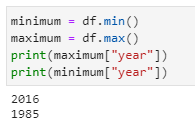 minimum = df.min()
maximum = df.max()
print(maximum["year"])
print(minimum["year"])
2016
1985